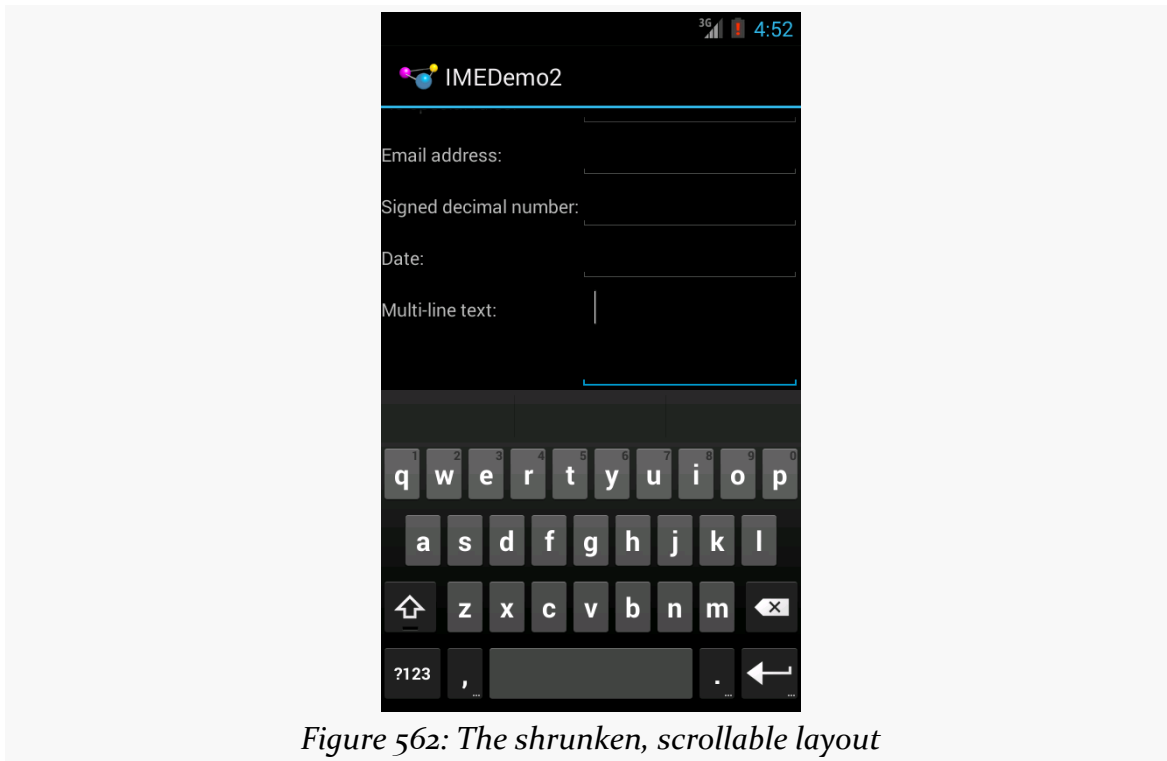 3G 4:52
IMEDemo2
Email address:
Signed decimal number:
Date:
Multi-line text:
1 2 3 4 5 6 7 8 9 0
q w e r t y u i o p
a s d f g h j k l
z x c v b n m
?123 , ... . ... ...
Figure 562: The shrunken, scrollable layout